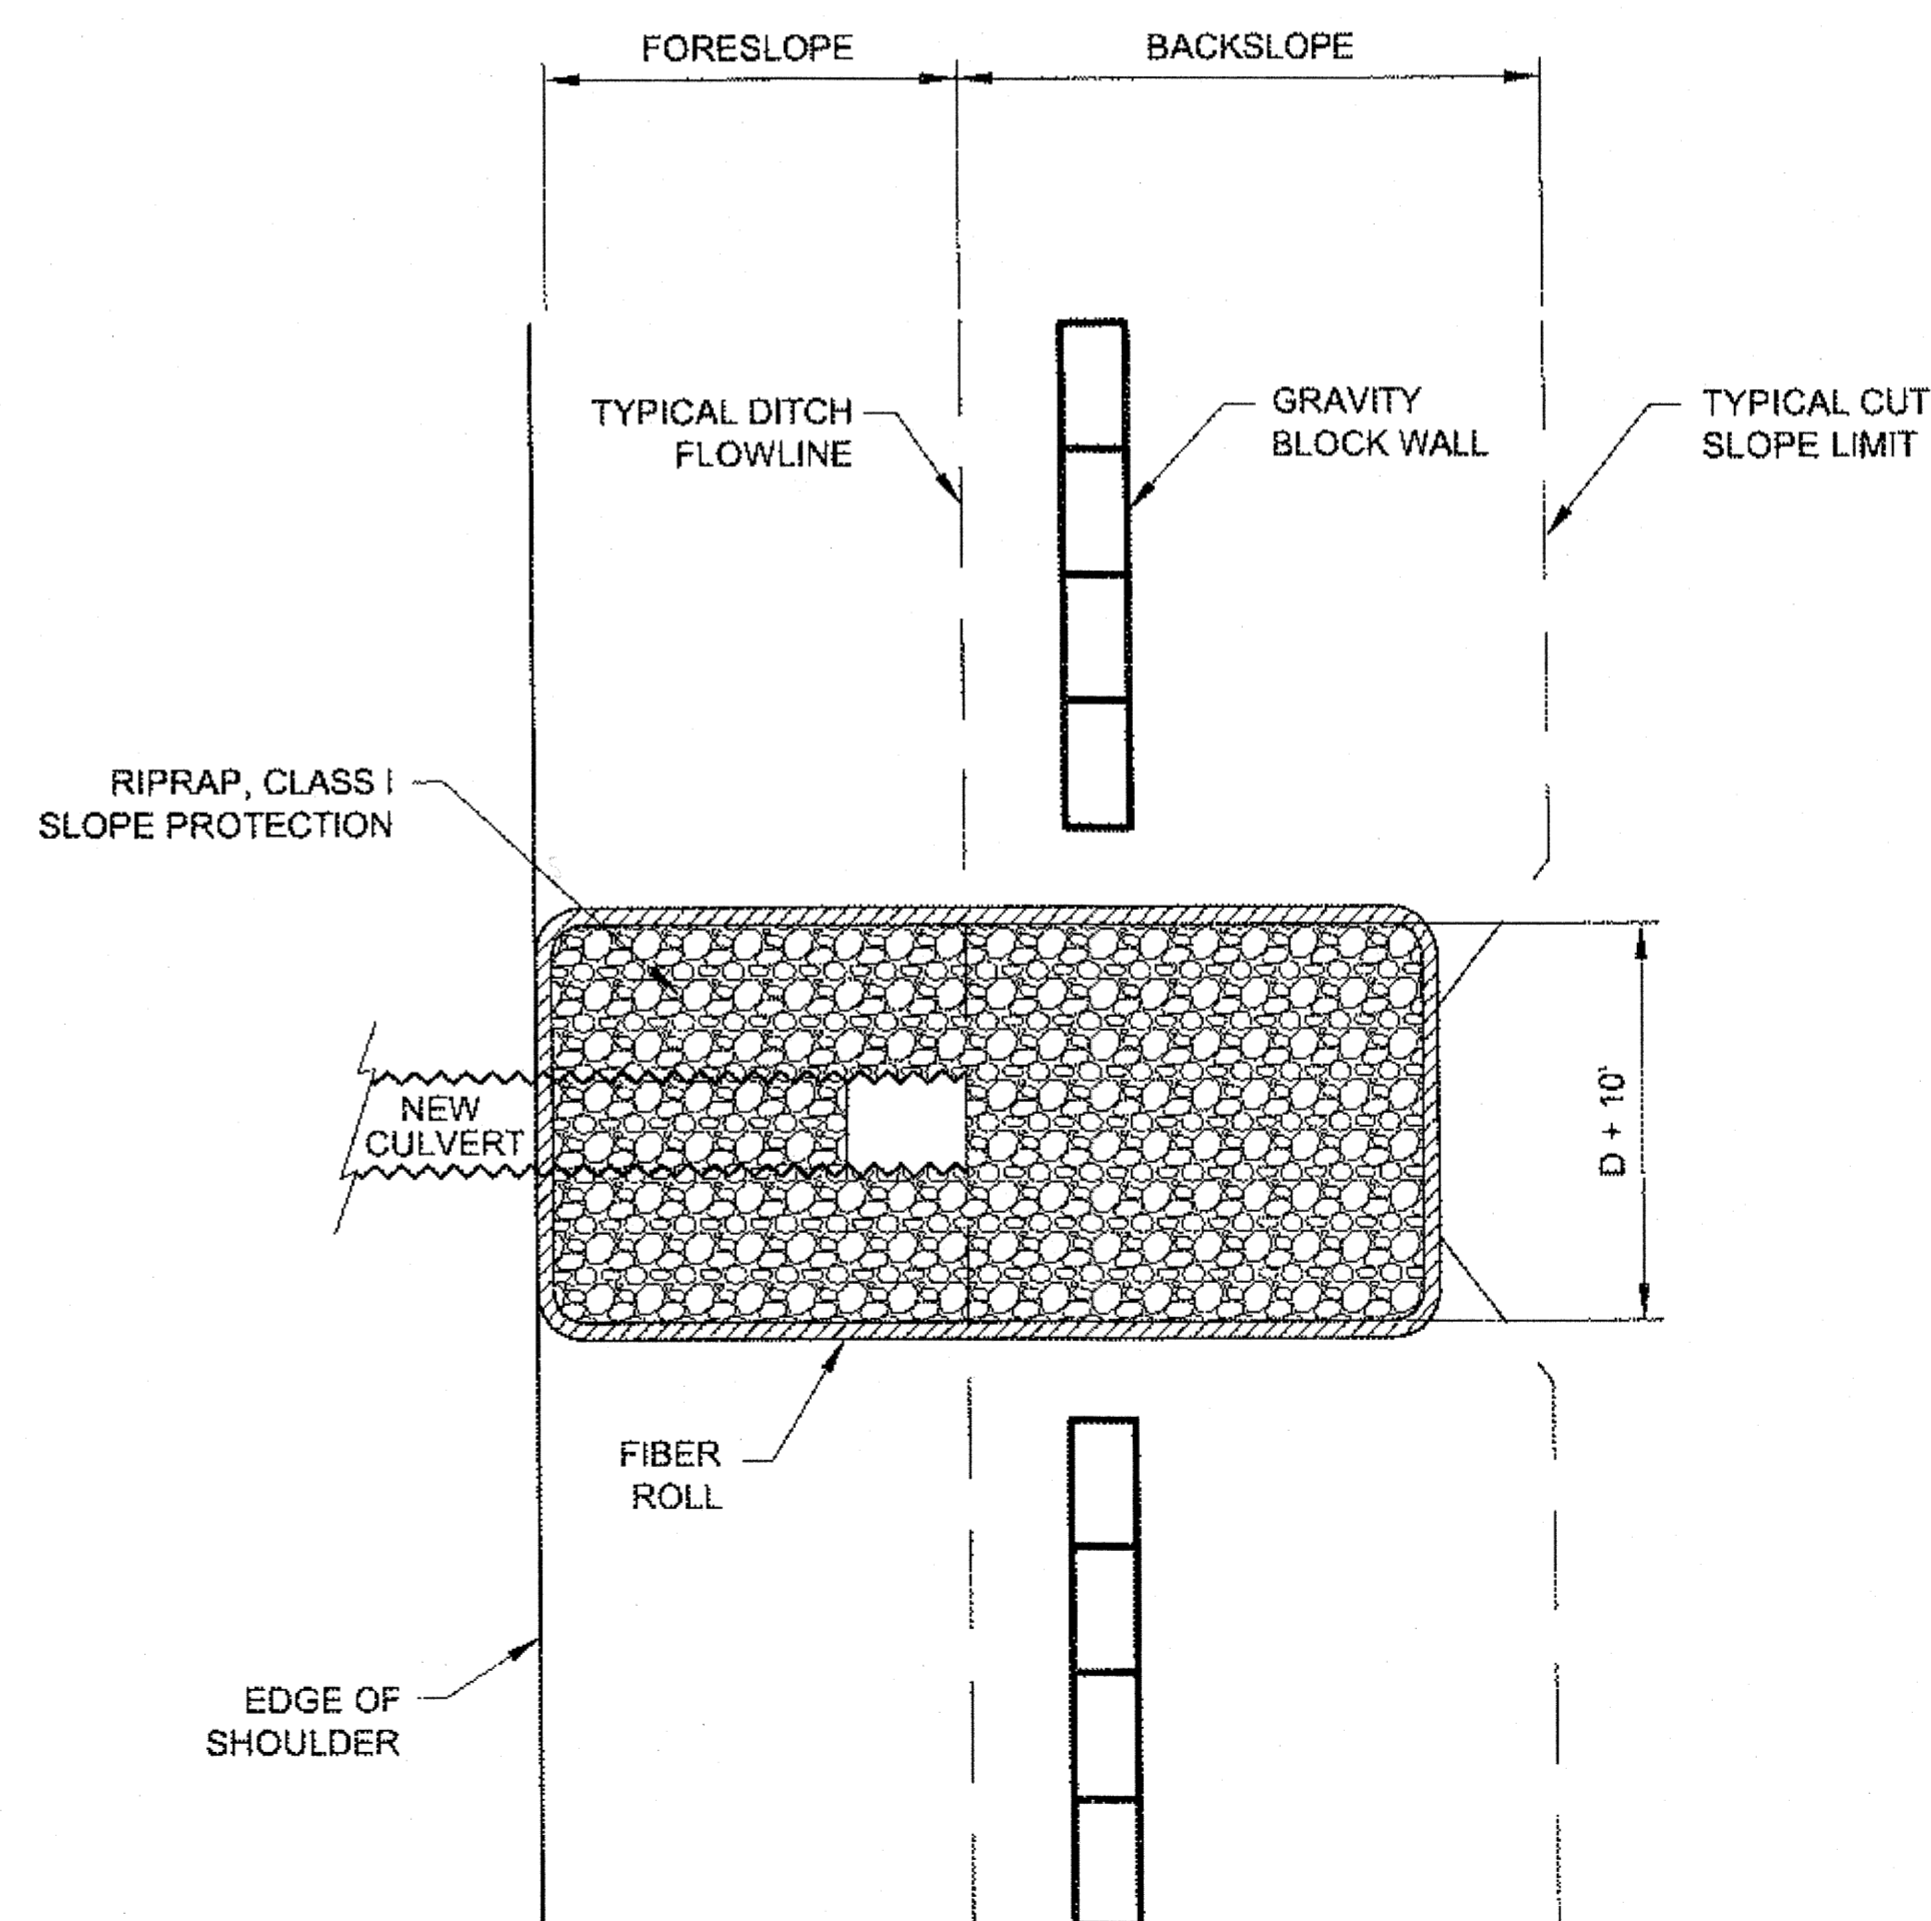 FORESLOPE
BACKSLOPE
TYPICAL DITCH
FLOWLINE
GRAVITY
BLOCK WALL
TYPICAL CUT
SLOPE LIMIT
RIPRAP, CLASS I
SLOPE PROTECTION
NEW
CULVERT
D + 10'
FIBER
ROLL
EDGE OF
SHOULDER